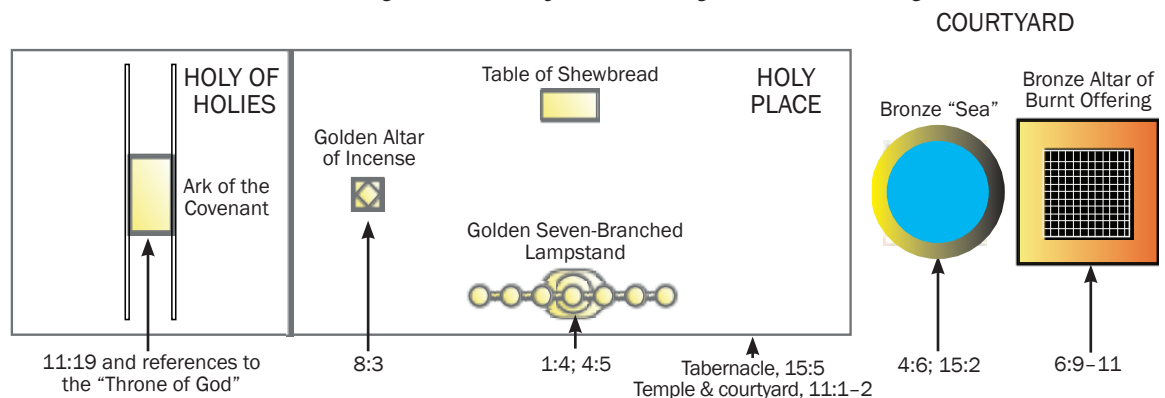 COURTYARD
HOLY OF
HOLIES
Ark of the
Covenant
Golden Altar
of Incense
Table of Shewbread
HOLY
PLACE
Golden Seven-Branched
Lampstand
Bronze “Sea”
Bronze Altar of
Burnt Offering
11:19 and references to
the “Throne of God”
8:3
1:4; 4:5
Tabernacle, 15:5
Temple & courtyard, 11:1–2
4:6; 15:2
6:9–11